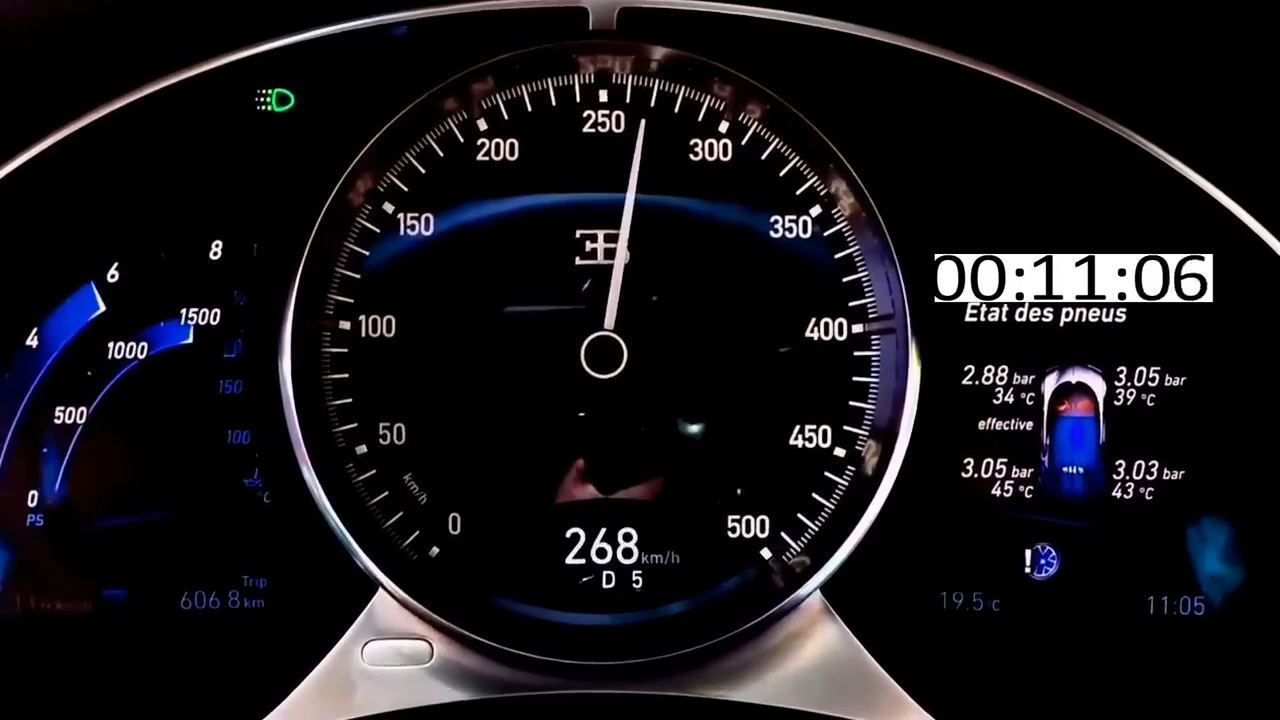 250
200
300
150
350
8
6
00:11:06
Etat des pneus
1500
4
100
400
1000
2.88 bar
3.05 bar
34 °C
39 °C
150
500
effective
100
50
450
3.05 bar
3.03 bar
45 °C
43 °C
km/h
0
°C
PS
0
500
268 km/h
D 5
Trip
606.8 km
19.5°C
11:05